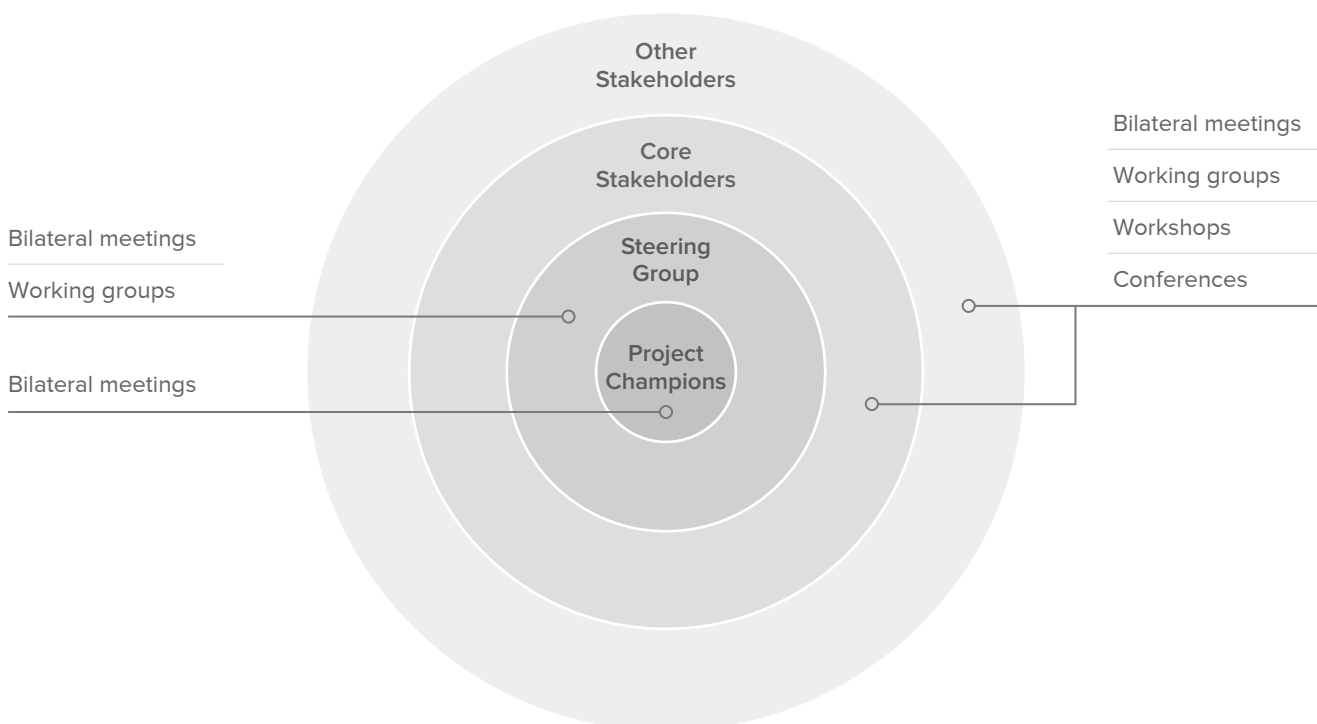 Other
Stakeholders
Core
Stakeholders
Steering
Group
Project
Champions
Bilateral meetings
Working groups
Bilateral meetings
Bilateral meetings
Working groups
Workshops
Conferences